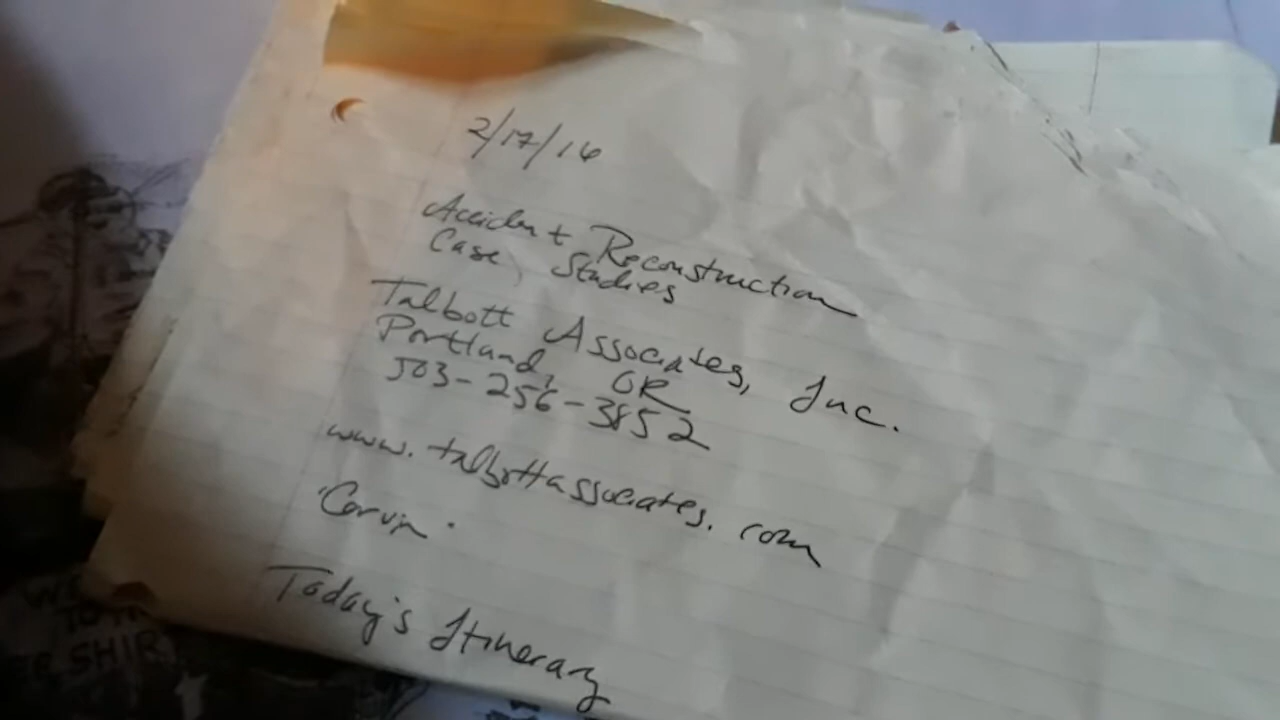 2/17/16
Accident Reconstruction
Case Studies
Talbott Associates, Inc.
Portland, OR
503-256-3852
www.talbottassociates.com
"Corvin"
Today's Itinerary
SHIR